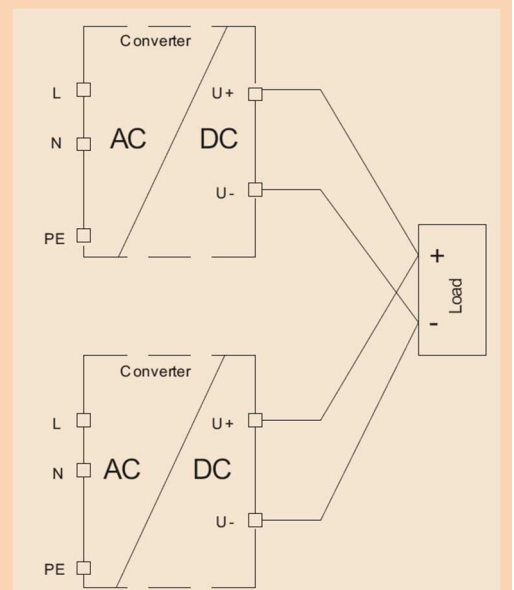 Converter
L
U+
N
AC
DC
U-
PE
+
Load
-
Converter
L
U+
N
AC
DC
U-
PE